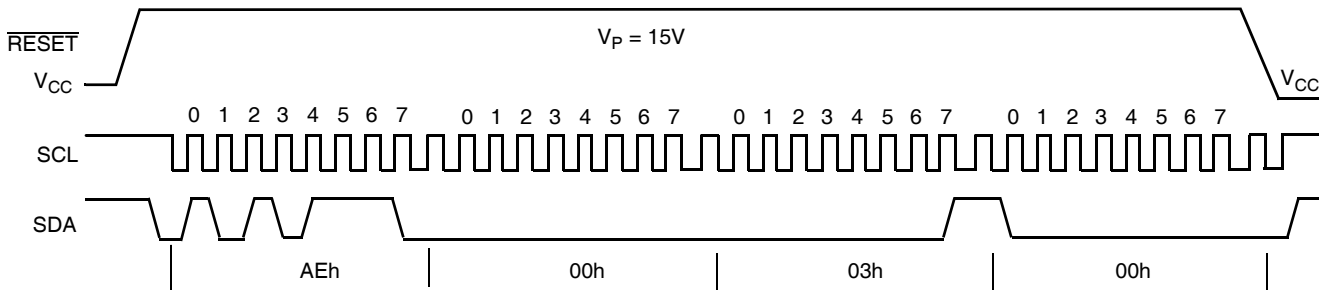 RESET
V_P = 15V
V_CC
V_CC
0 1 2 3 4 5 6 7 0 1 2 3 4 5 6 7 0 1 2 3 4 5 6 7 0 1 2 3 4 5 6 7
SCL
SDA
AEh 00h 03h 00h